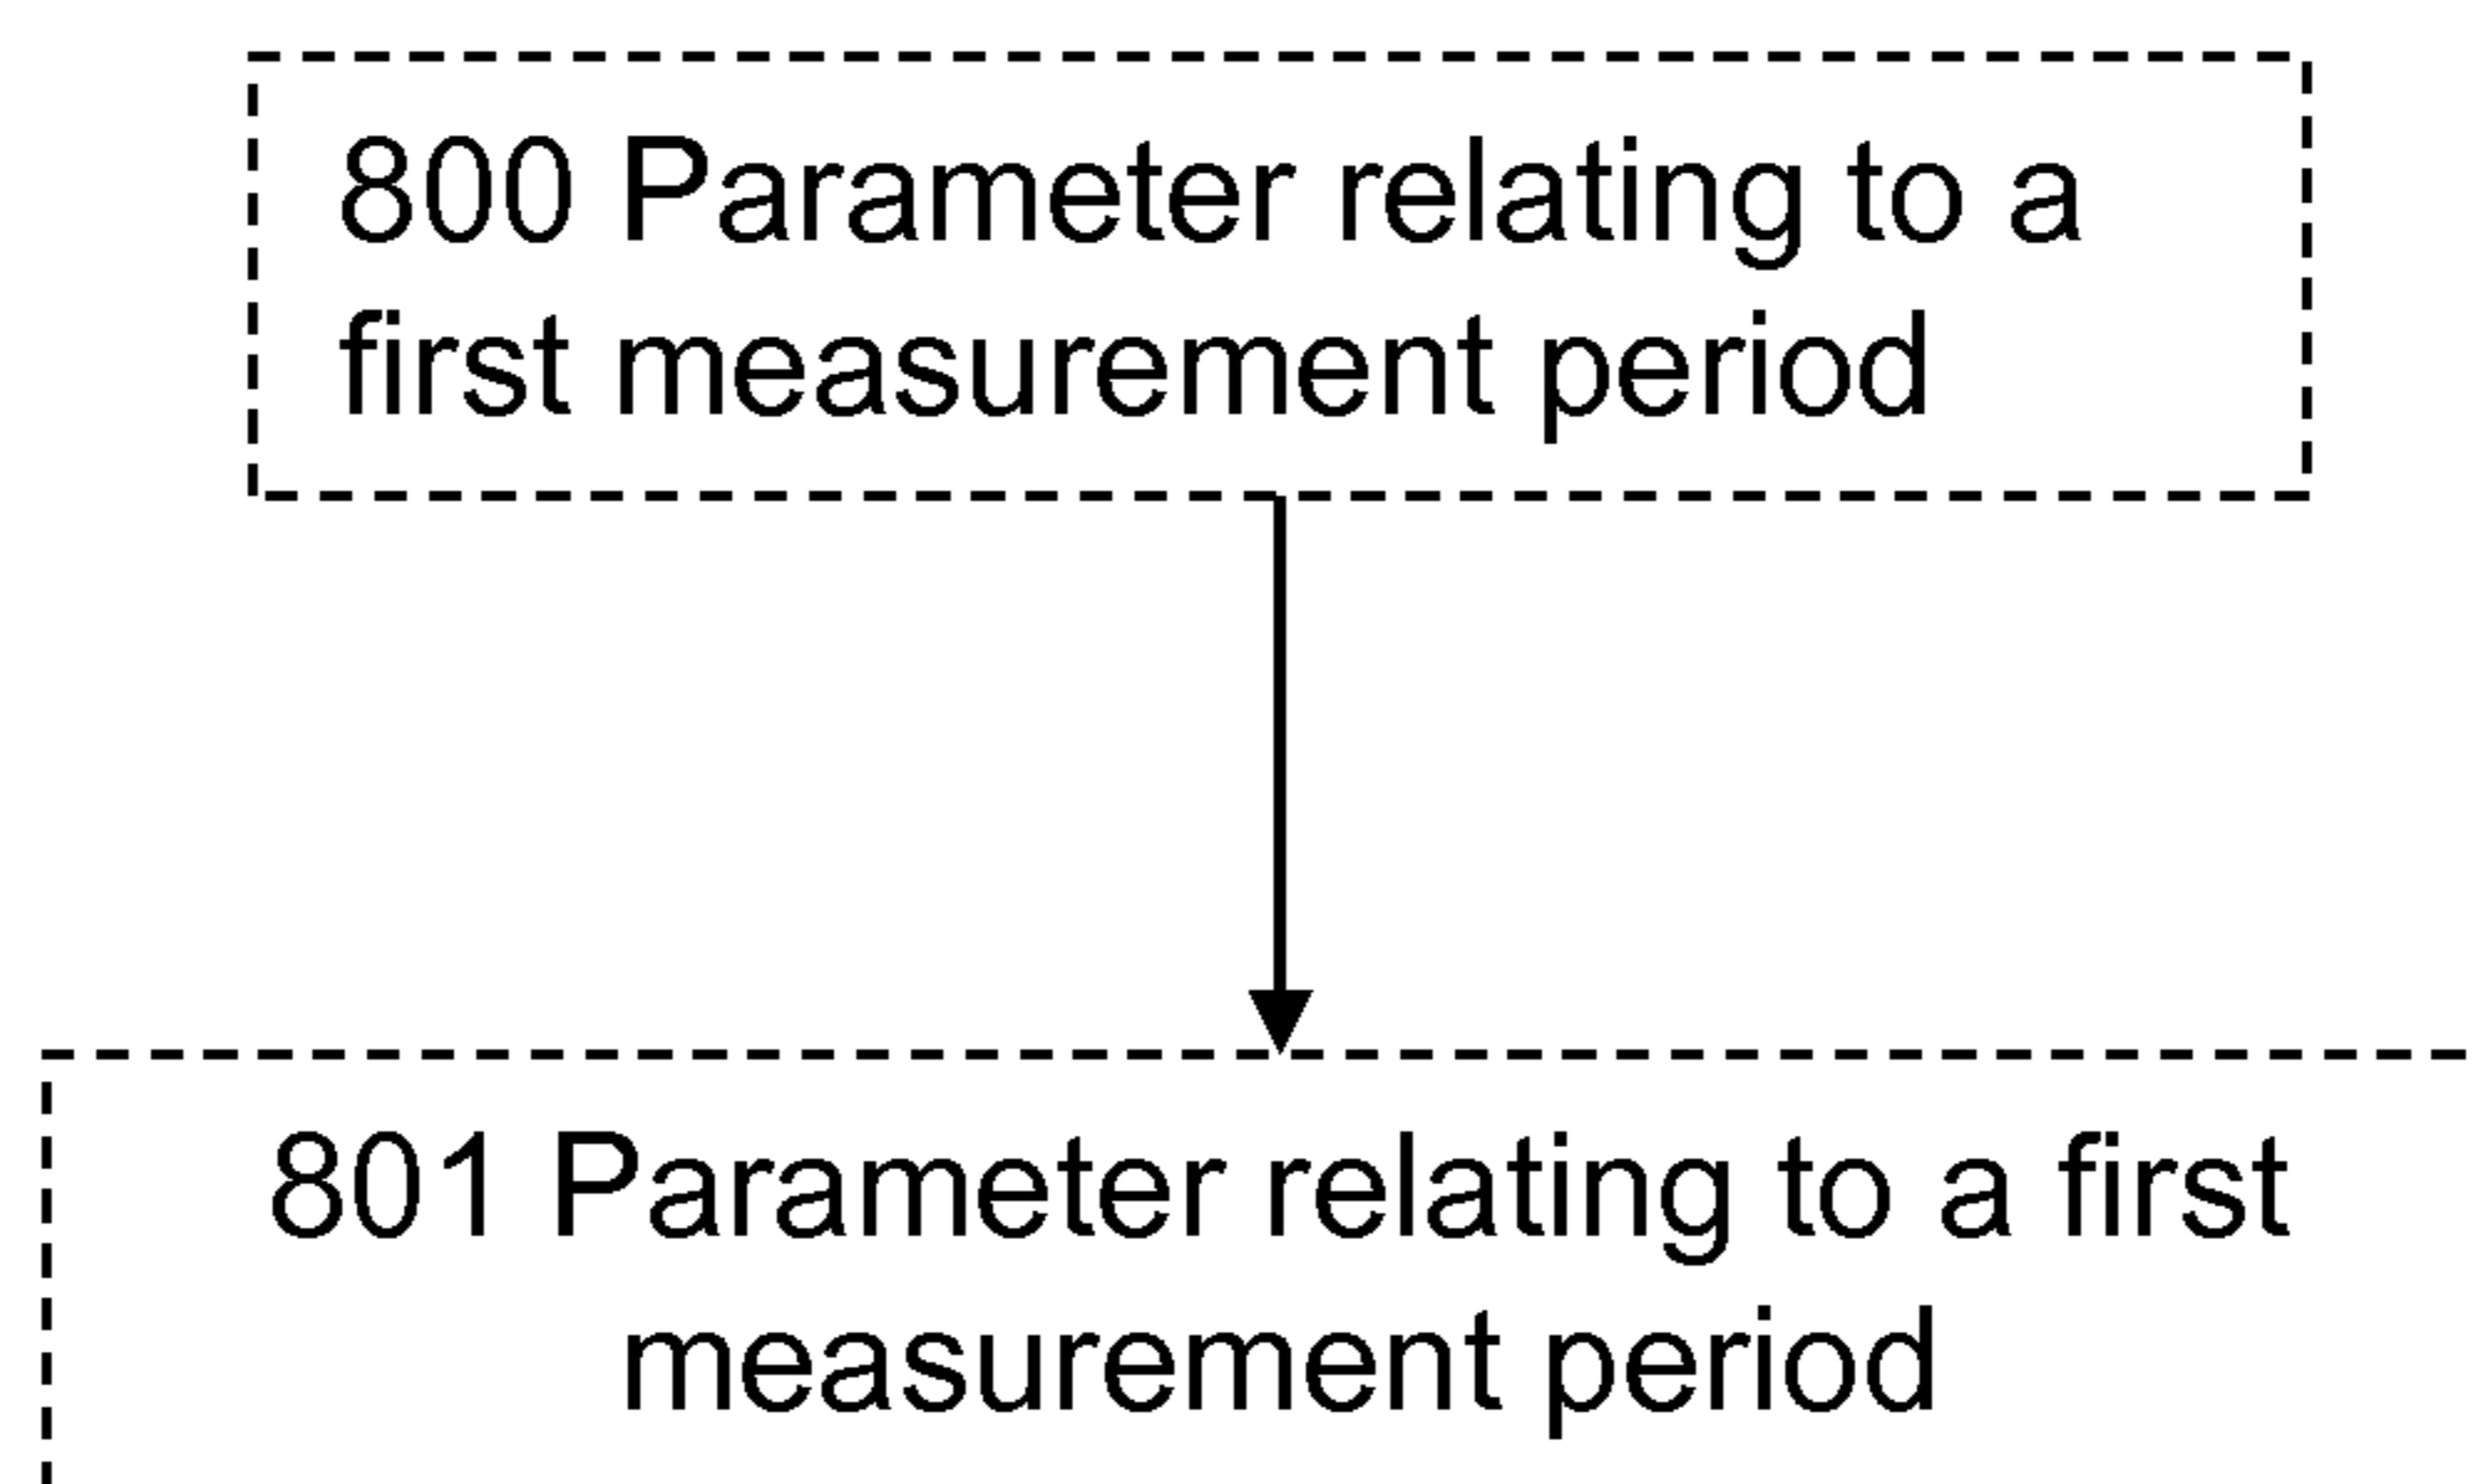 800 Parameter relating to a
first measurement period
801 Parameter relating to a first
measurement period